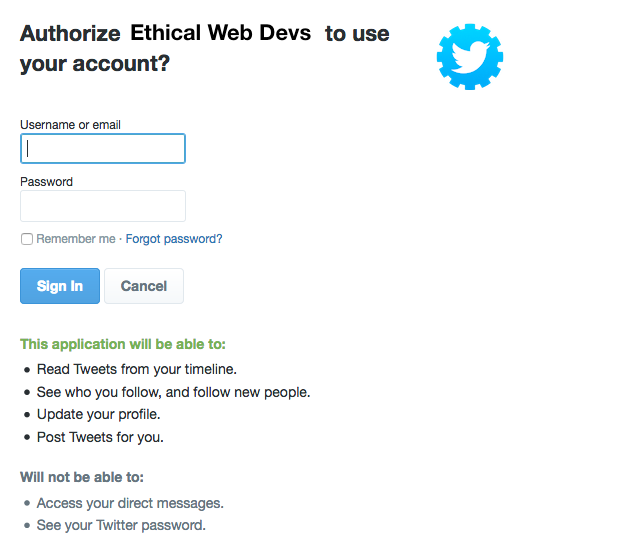 Authorize Ethical Web Devs to use
your account?
Username or email
Password
Remember me · Forgot password?
Sign In Cancel
This application will be able to:
• Read Tweets from your timeline.
• See who you follow, and follow new people.
• Update your profile.
• Post Tweets for you.
Will not be able to:
• Access your direct messages.
• See your Twitter password.